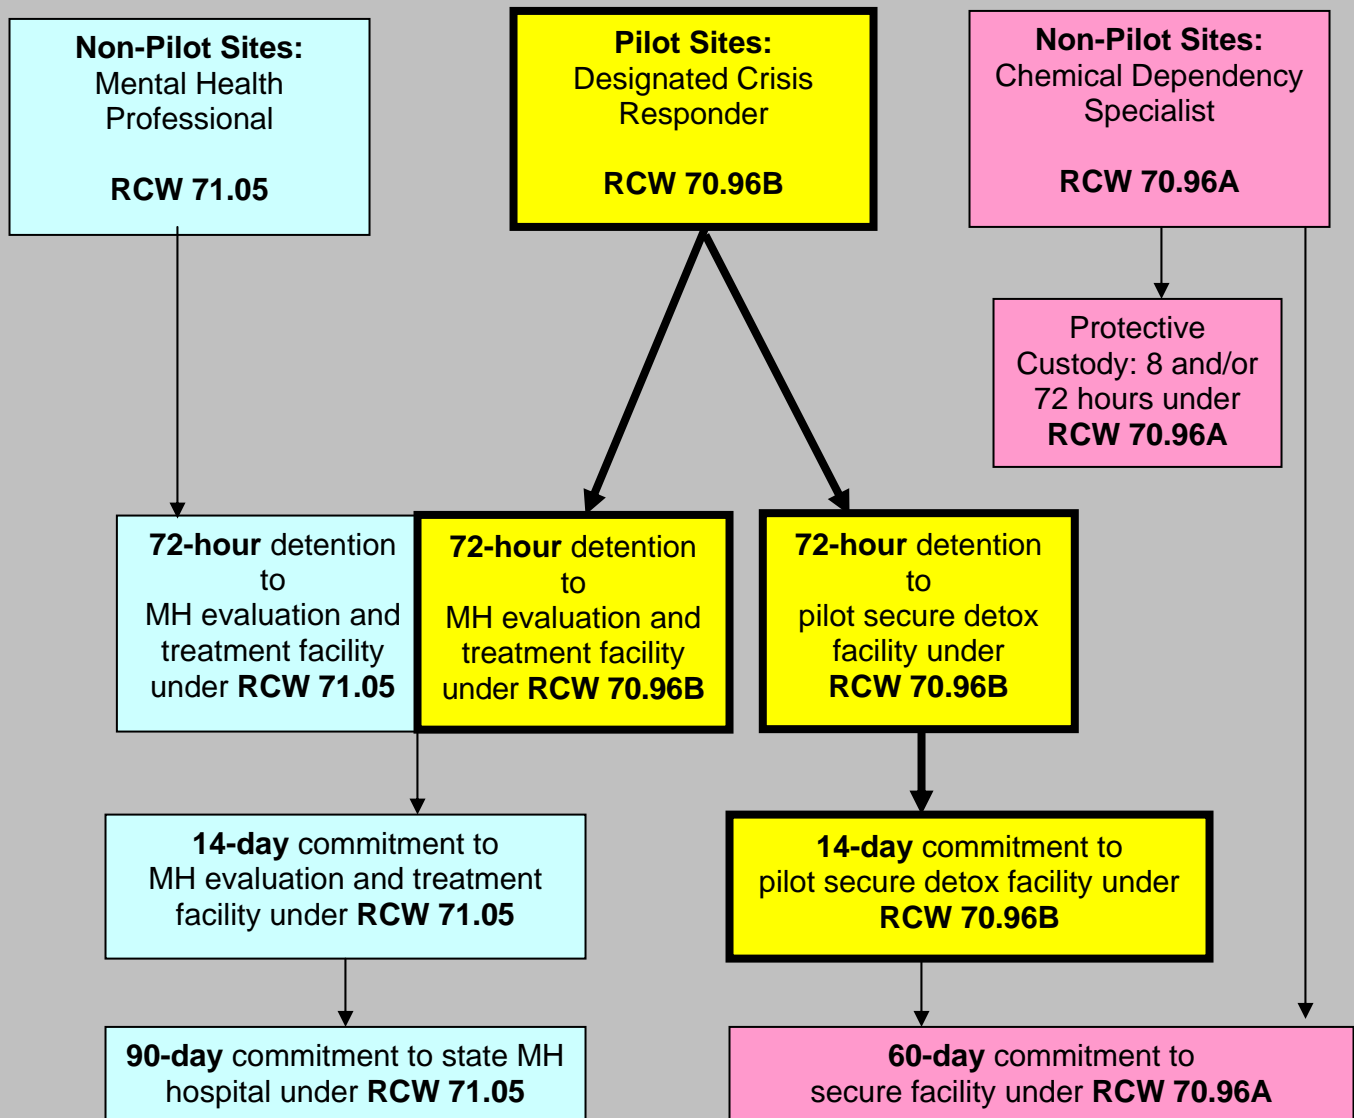 Non-Pilot Sites:
Mental Health
Professional
RCW 71.05
Pilot Sites:
Designated Crisis
Responder
RCW 70.96B
Non-Pilot Sites:
Chemical Dependency
Specialist
RCW 70.96A
Protective
Custody: 8 and/or
72 hours under
RCW 70.96A
72-hour detention
to
MH evaluation and
treatment facility
under RCW 71.05
72-hour detention
to
MH evaluation and
treatment facility
under RCW 70.96B
72-hour detention
to
pilot secure detox
facility under
RCW 70.96B
14-day commitment to
MH evaluation and treatment
facility under RCW 71.05
14-day commitment to
pilot secure detox facility under
RCW 70.96B
90-day commitment to state MH
hospital under RCW 71.05
60-day commitment to
secure facility under RCW 70.96A